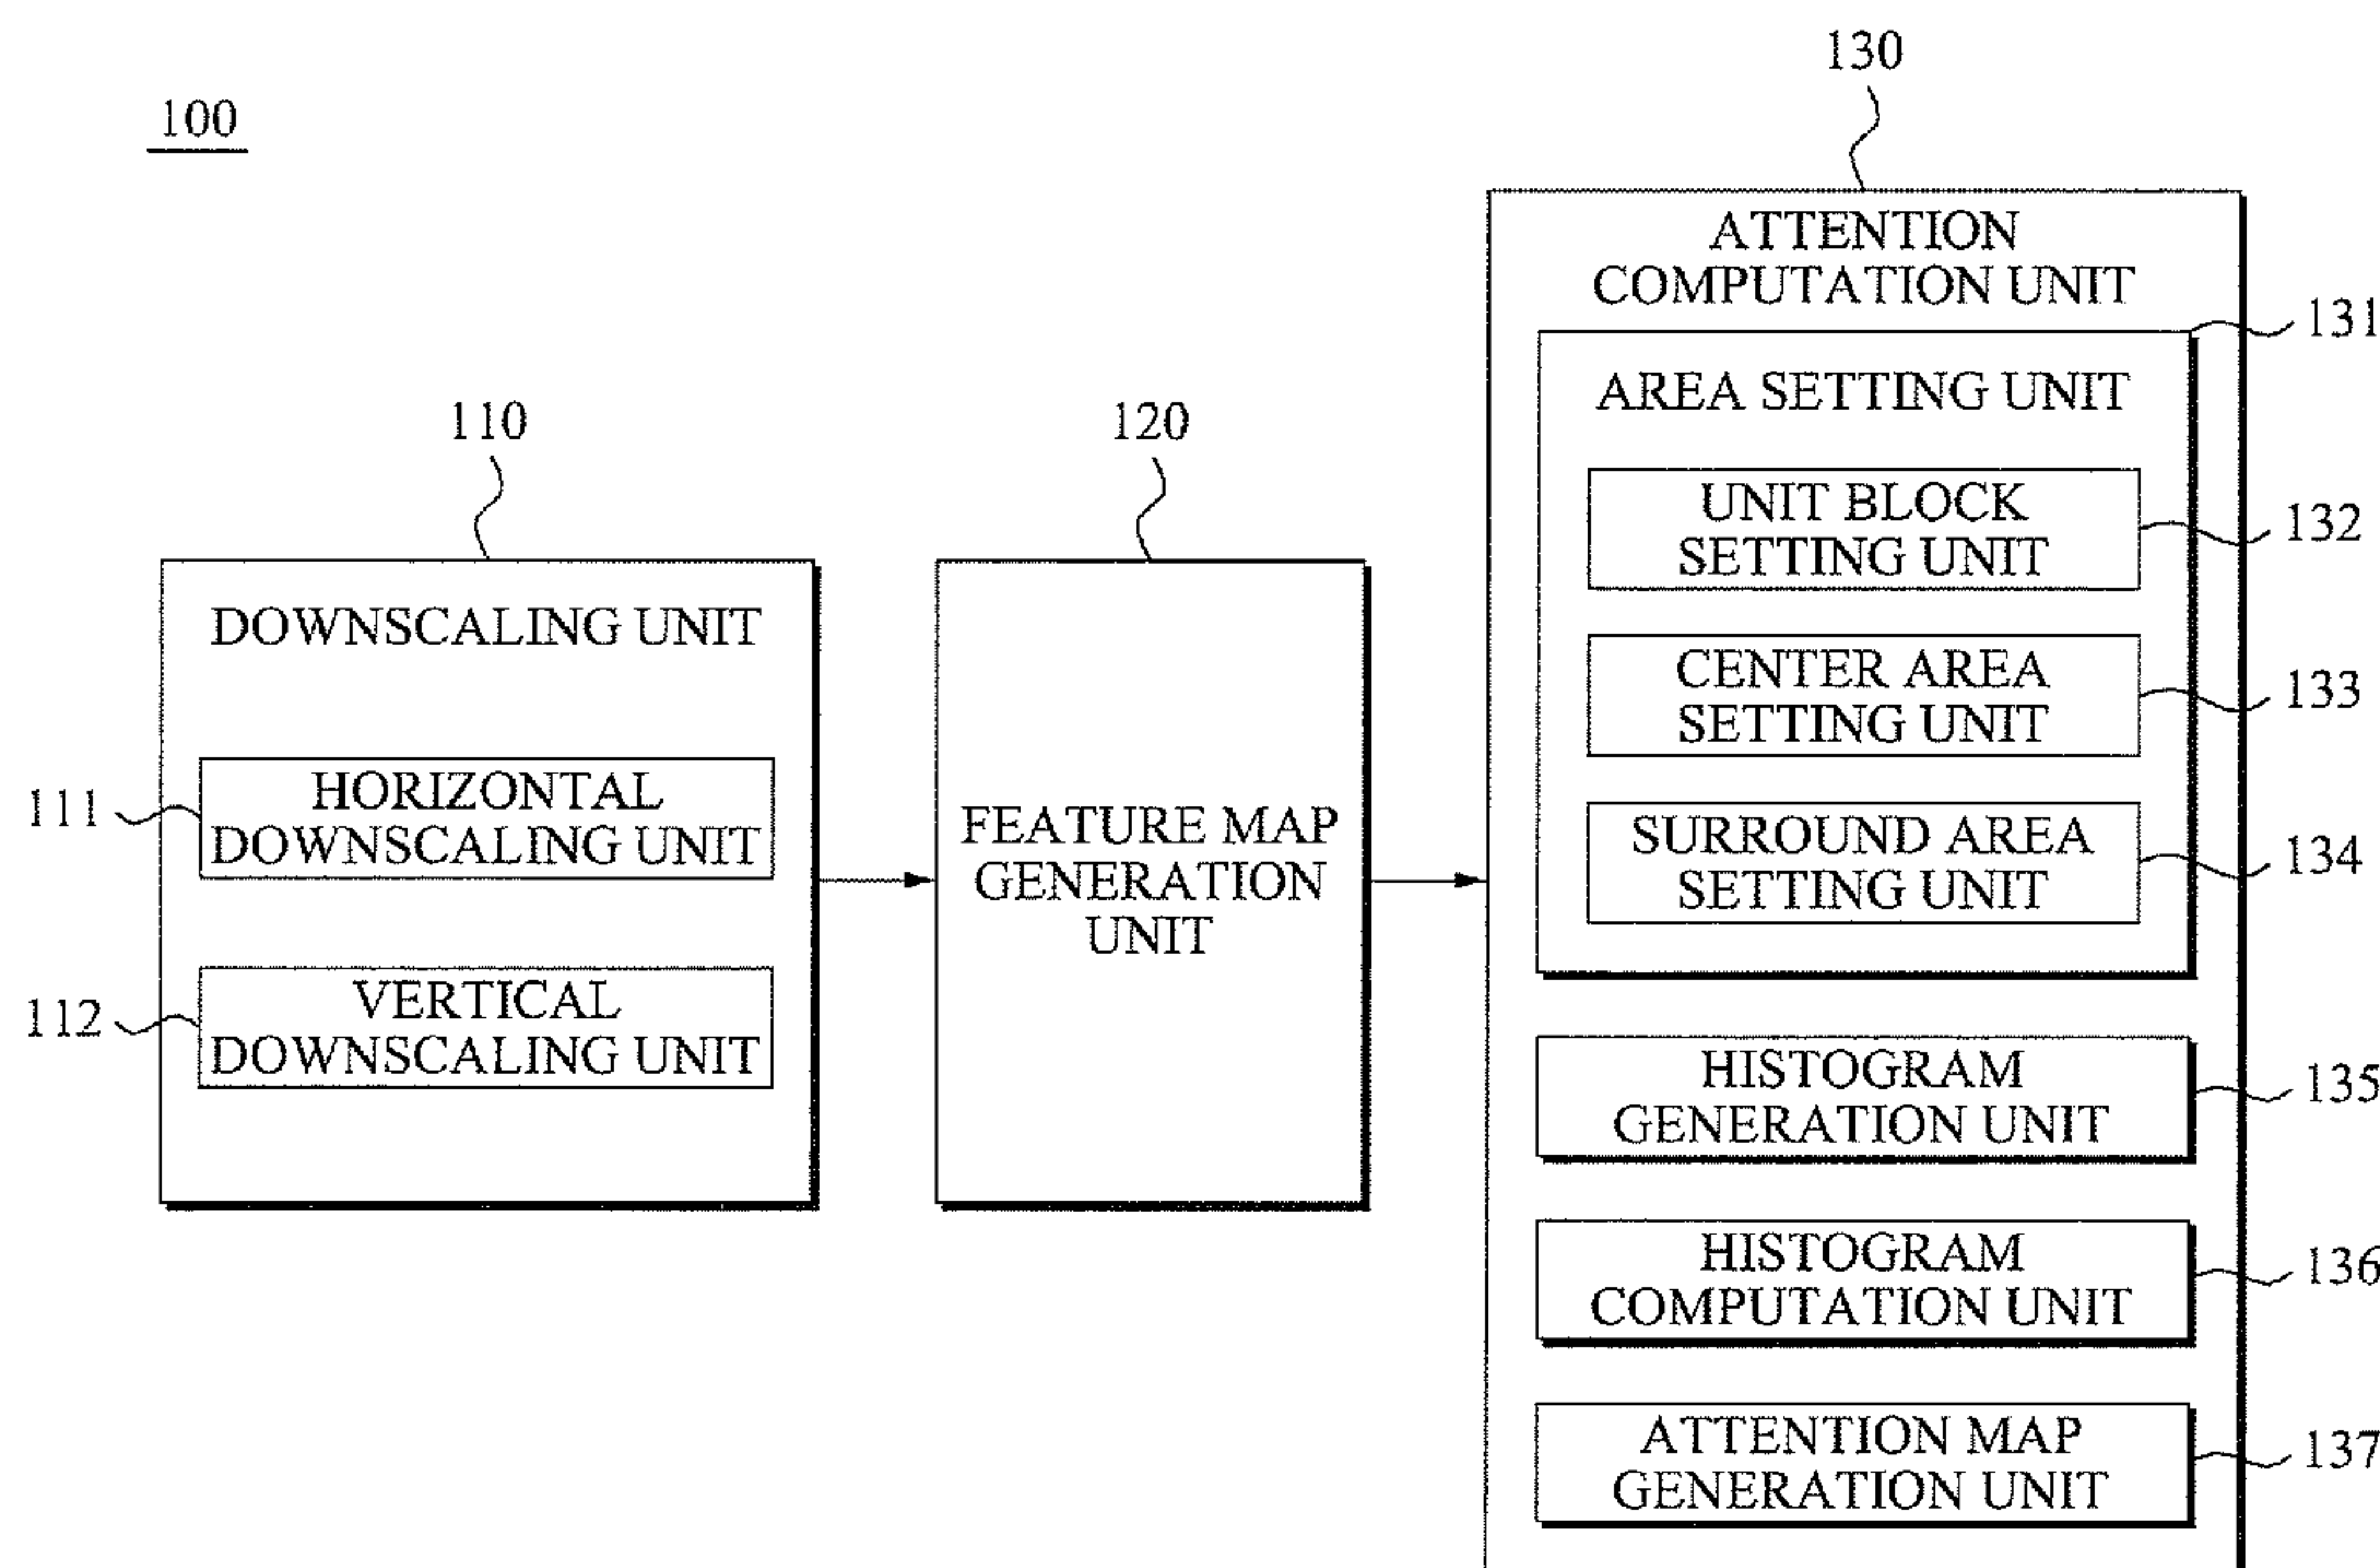 100
130
ATTENTION
COMPUTATION UNIT
131
AREA SETTING UNIT
UNIT BLOCK
SETTING UNIT
132
CENTER AREA
SETTING UNIT
133
SURROUND AREA
SETTING UNIT
134
HISTOGRAM
GENERATION UNIT
135
HISTOGRAM
COMPUTATION UNIT
136
ATTENTION MAP
GENERATION UNIT
137
110
DOWNSCALING UNIT
111
HORIZONTAL
DOWNSCALING UNIT
112
VERTICAL
DOWNSCALING UNIT
120
FEATURE MAP
GENERATION
UNIT